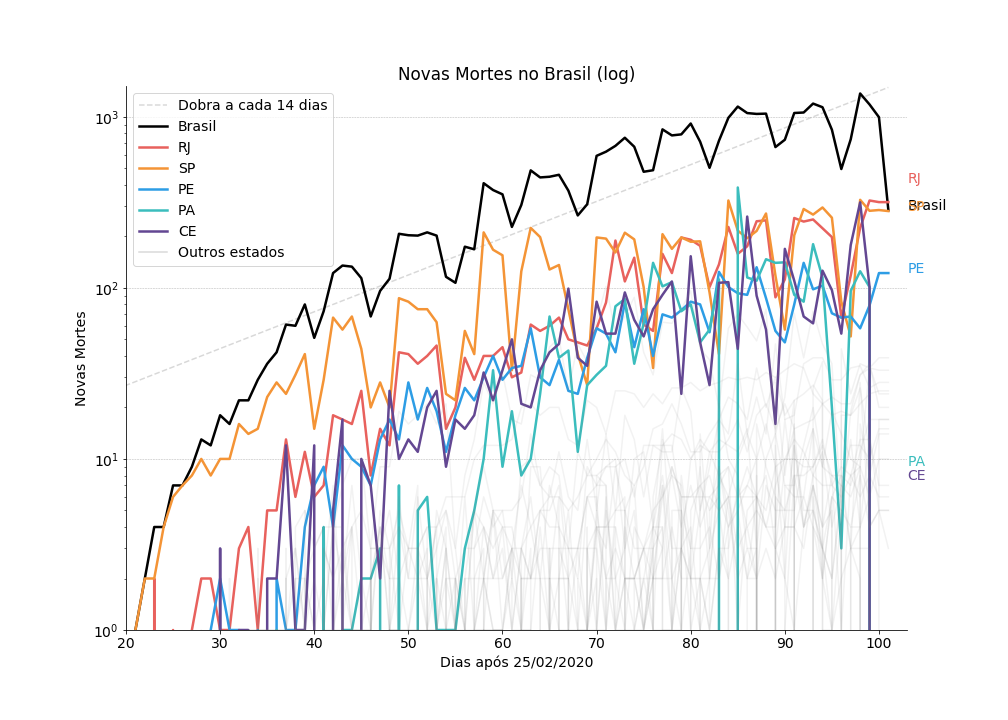 Novas Mortes no Brasil (log)
Dobra a cada 14 dias
Brasil
RJ
SP
PE
PA
CE
Outros estados
10³
10²
10¹
10⁰
Novas Mortes
20
30
40
50
60
70
80
90
100
Dias após 25/02/2020
RJ
SP
Brasil
PE
PA
CE